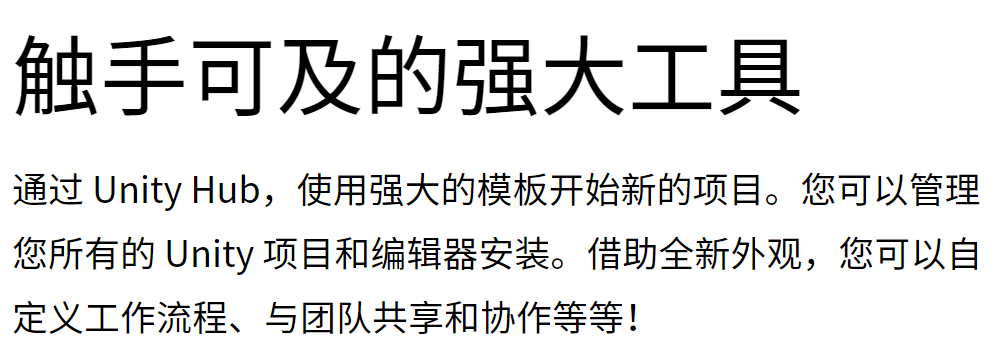 触手可及的强大工具
通过 Unity Hub，使用强大的模板开始新的项目。您可以管理
您所有的 Unity 项目和编辑器安装。借助全新外观，您可以自
定义工作流程、与团队共享和协作等等！